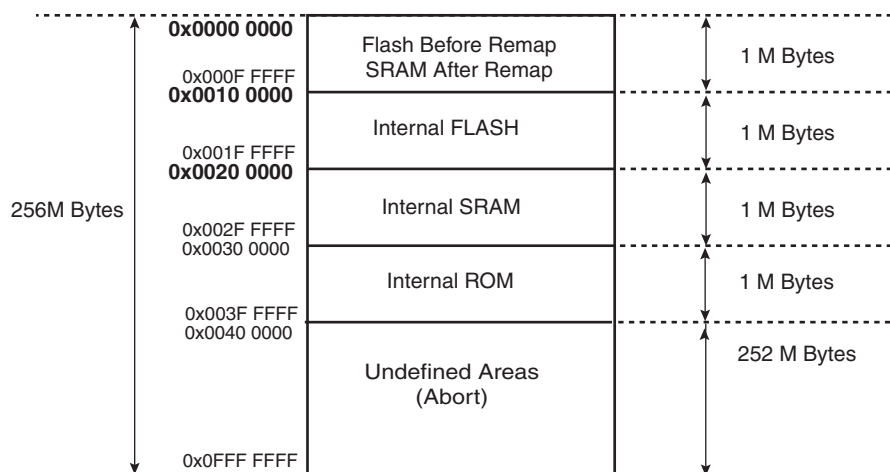 0x0000 0000
Flash Before Remap
SRAM After Remap
1 M Bytes
0x000F FFFF
0x0010 0000
Internal FLASH
1 M Bytes
0x001F FFFF
0x0020 0000
256M Bytes
Internal SRAM
1 M Bytes
0x002F FFFF
0x0030 0000
Internal ROM
1 M Bytes
0x003F FFFF
0x0040 0000
252 M Bytes
Undefined Areas
(Abort)
0x0FFF FFFF